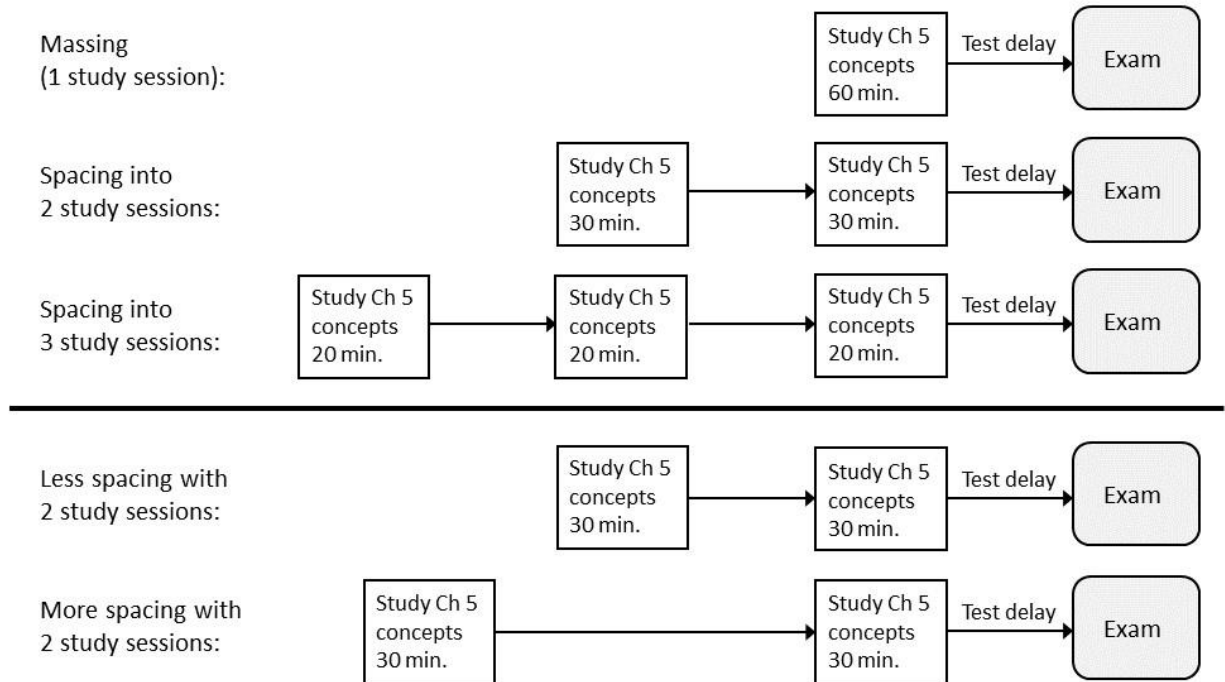 Massing
(1 study session):
Study Ch 5
concepts
60 min.
Test delay
Exam
Spacing into
2 study sessions:
Study Ch 5
concepts
30 min.
Study Ch 5
concepts
30 min.
Test delay
Exam
Spacing into
3 study sessions:
Study Ch 5
concepts
20 min.
Study Ch 5
concepts
20 min.
Study Ch 5
concepts
20 min.
Test delay
Exam
Less spacing with
2 study sessions:
Study Ch 5
concepts
30 min.
Study Ch 5
concepts
30 min.
Test delay
Exam
More spacing with
2 study sessions:
Study Ch 5
concepts
30 min.
Study Ch 5
concepts
30 min.
Test delay
Exam